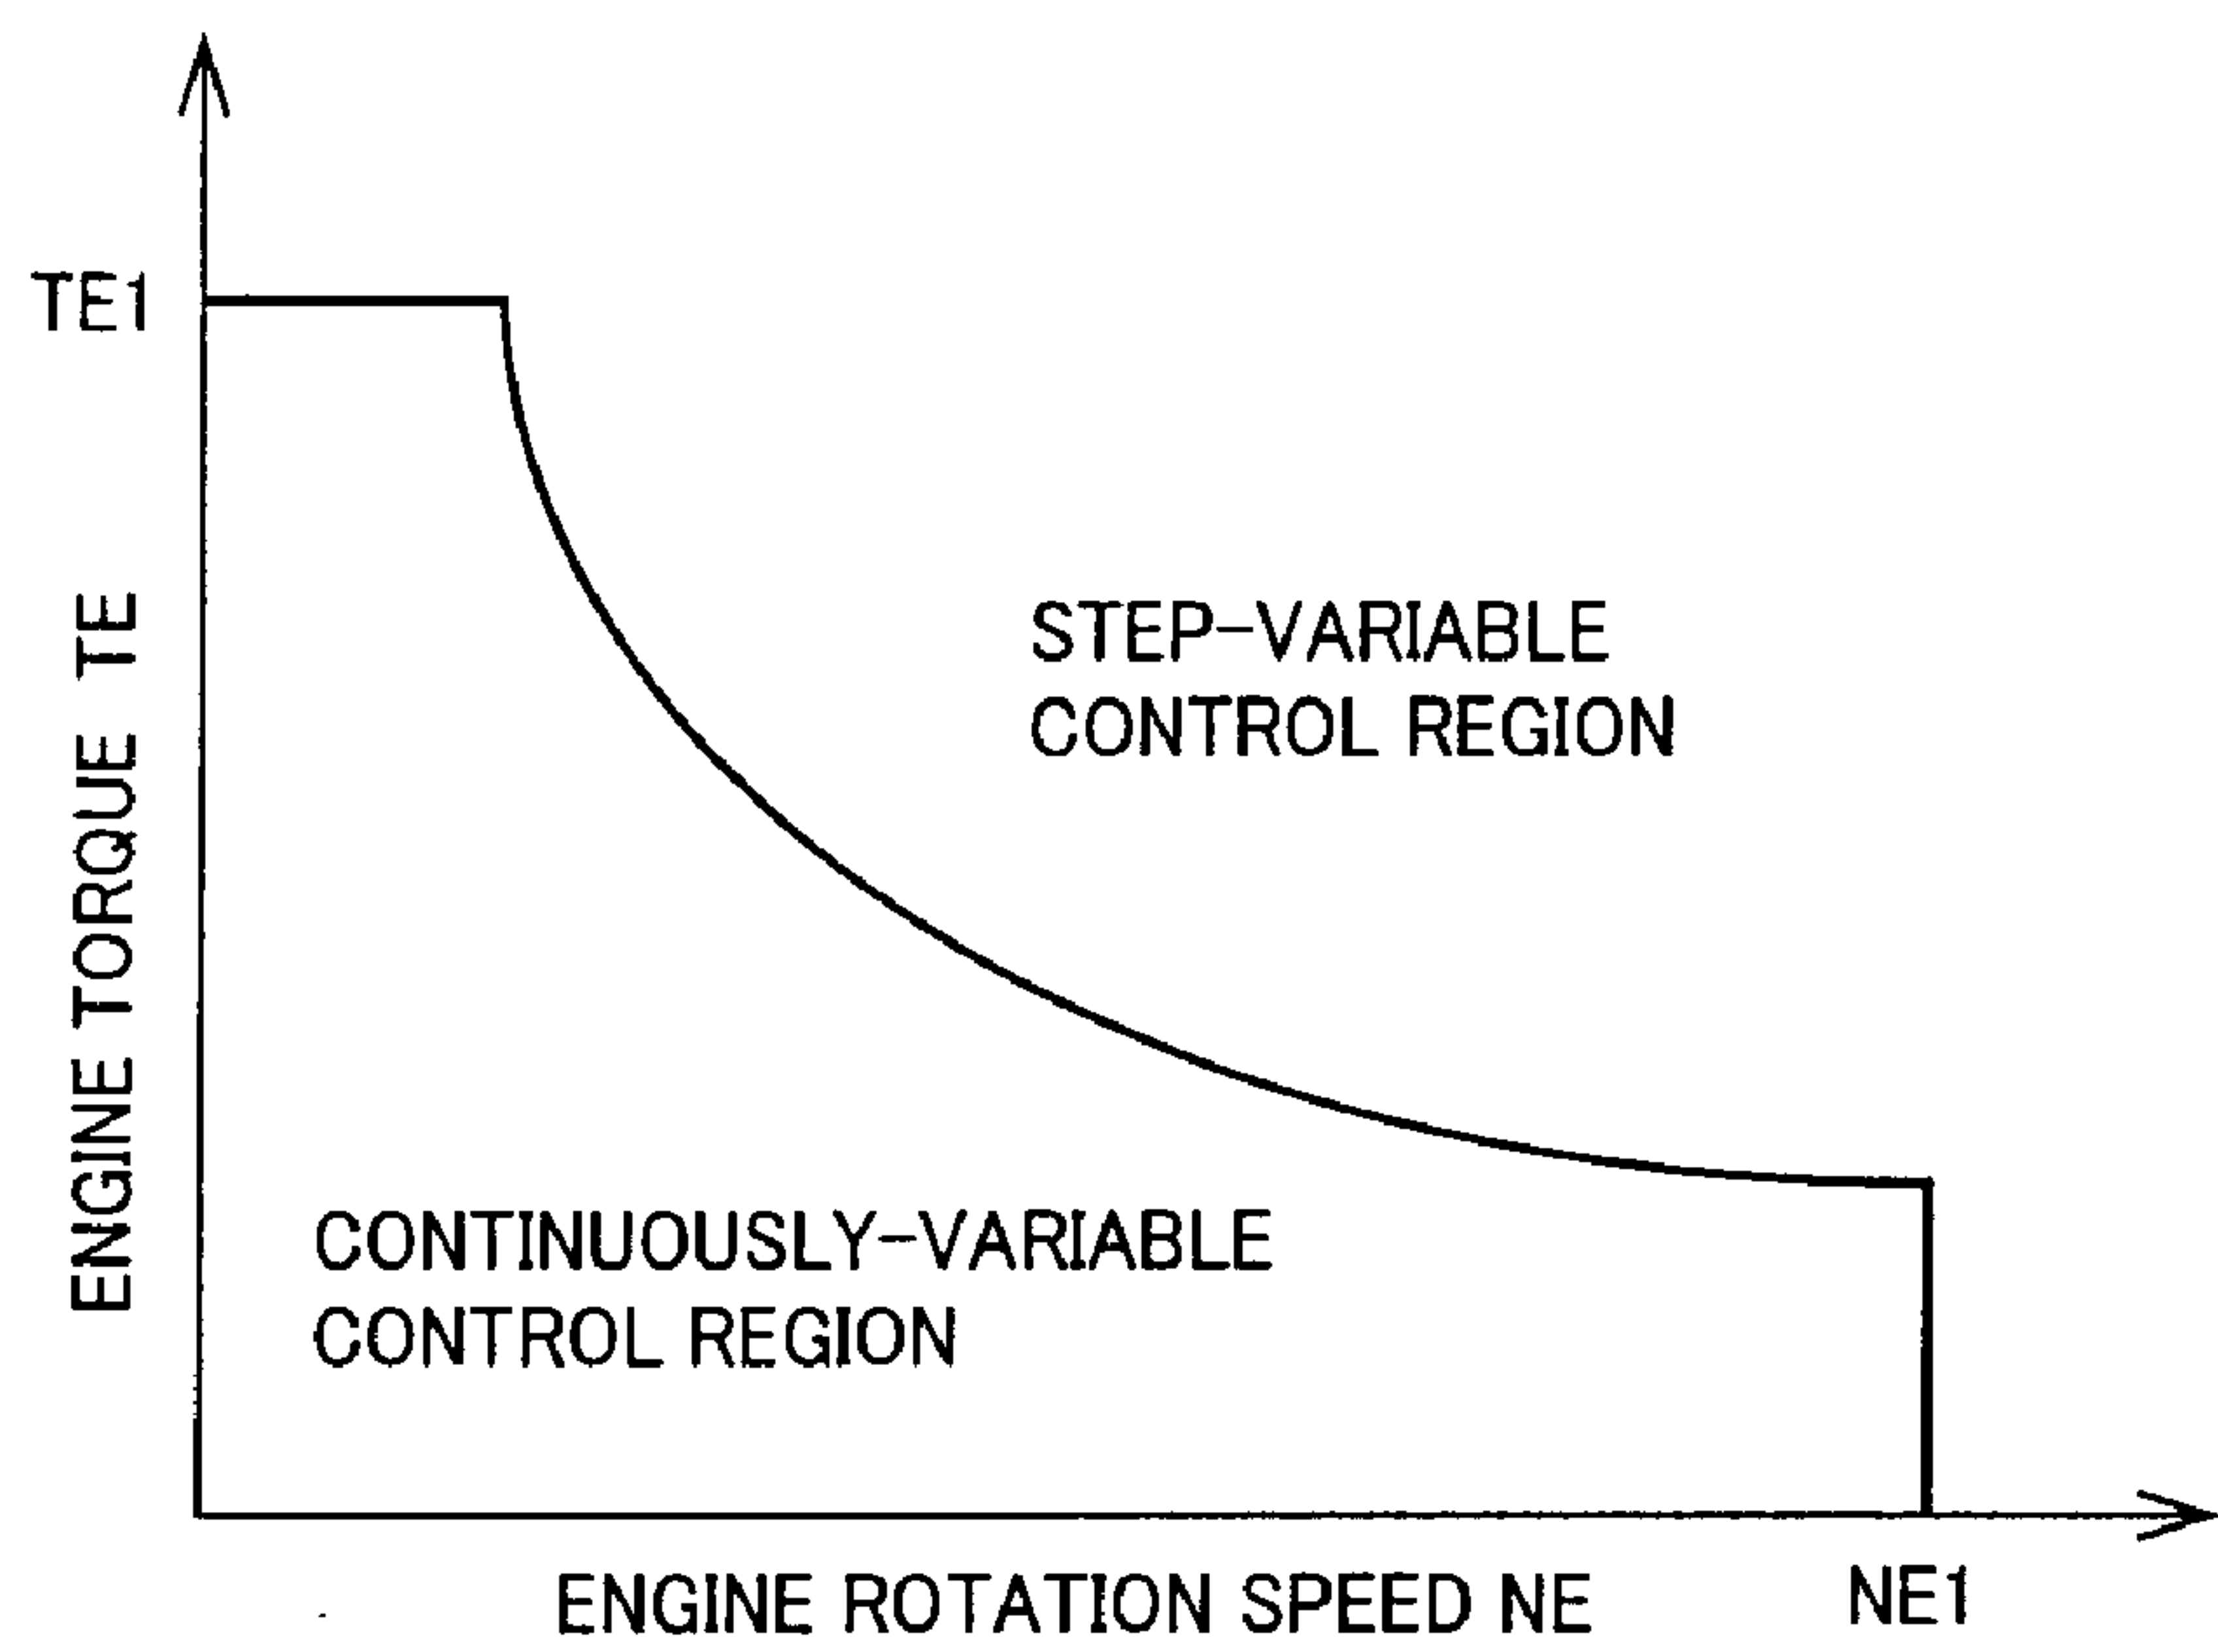 TE1
ENGINE TORQUE TE
STEP-VARIABLE
CONTROL REGION
CONTINUOUSLY-VARIABLE
CONTROL REGION
ENGINE ROTATION SPEED NE
NE1